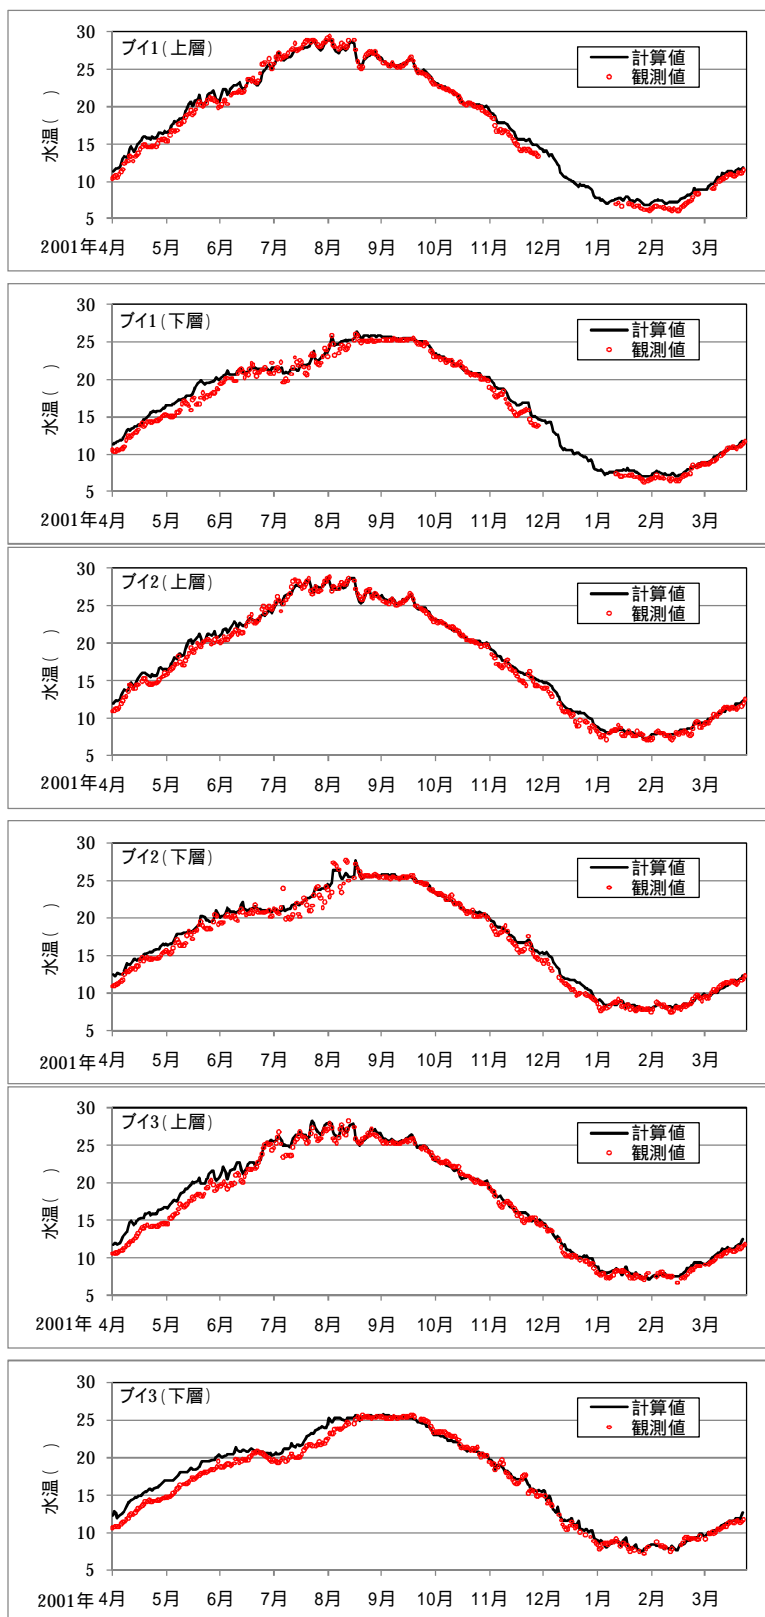 ブイ1(上層)
計算値
観測値
水温(　)
30
25
20
15
10
5
2001年4月 5月 6月 7月 8月 9月 10月 11月 12月 1月 2月 3月
ブイ1(下層)
計算値
観測値
水温(　)
30
25
20
15
10
5
2001年4月 5月 6月 7月 8月 9月 10月 11月 12月 1月 2月 3月
ブイ2(上層)
計算値
観測値
水温(　)
30
25
20
15
10
5
2001年4月 5月 6月 7月 8月 9月 10月 11月 12月 1月 2月 3月
ブイ2(下層)
計算値
観測値
水温(　)
30
25
20
15
10
5
2001年4月 5月 6月 7月 8月 9月 10月 11月 12月 1月 2月 3月
ブイ3(上層)
計算値
観測値
水温(　)
30
25
20
15
10
5
2001年 4月 5月 6月 7月 8月 9月 10月 11月 12月 1月 2月 3月
ブイ3(下層)
計算値
観測値
水温(　)
30
25
20
15
10
5
2001年 4月 5月 6月 7月 8月 9月 10月 11月 12月 1月 2月 3月